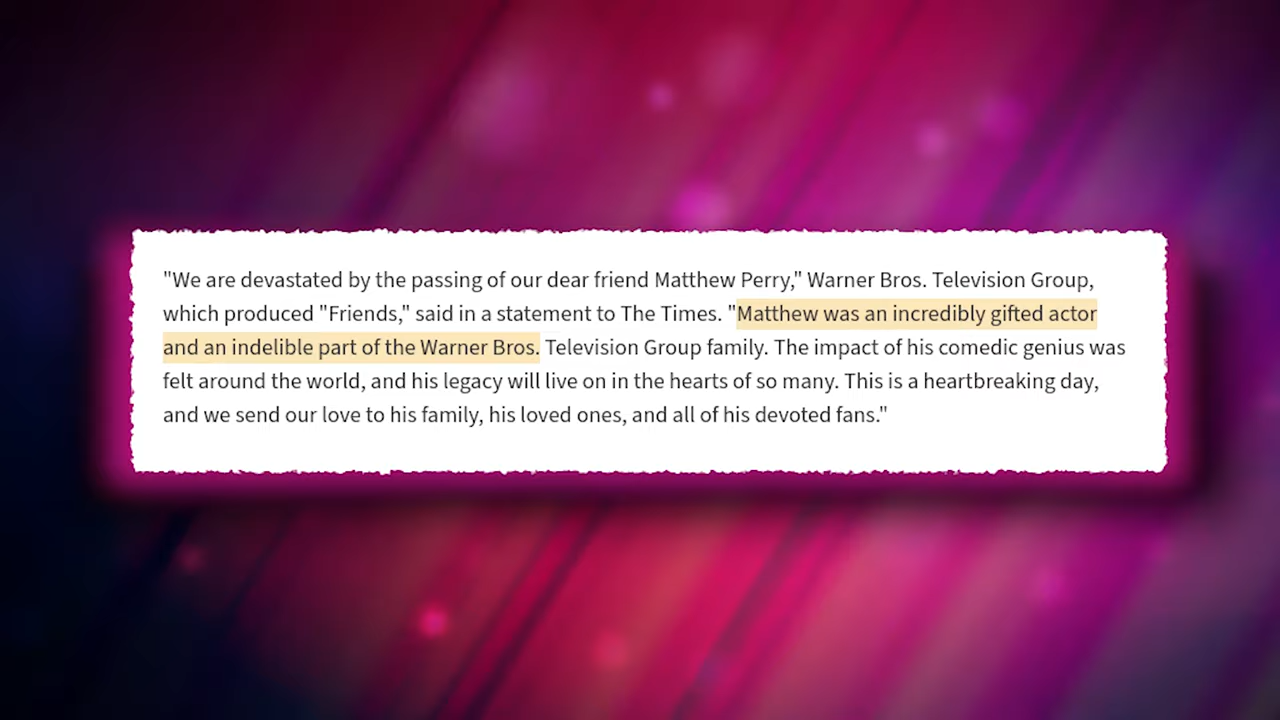 "We are devastated by the passing of our dear friend Matthew Perry," Warner Bros. Television Group,
which produced "Friends," said in a statement to The Times. "Matthew was an incredibly gifted actor
and an indelible part of the Warner Bros. Television Group family. The impact of his comedic genius was
felt around the world, and his legacy will live on in the hearts of so many. This is a heartbreaking day,
and we send our love to his family, his loved ones, and all of his devoted fans."